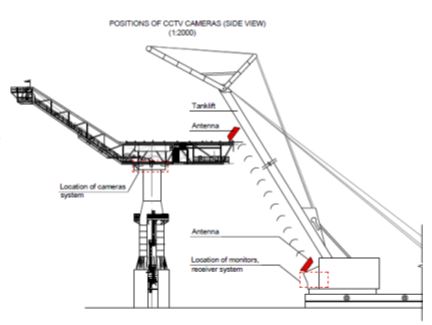 POSITIONS OF CCTV CAMERAS (SIDE VIEW)
(1:2000)
Tanklift
Antenna
Location of cameras
system
Antenna
Location of monitors,
receiver system